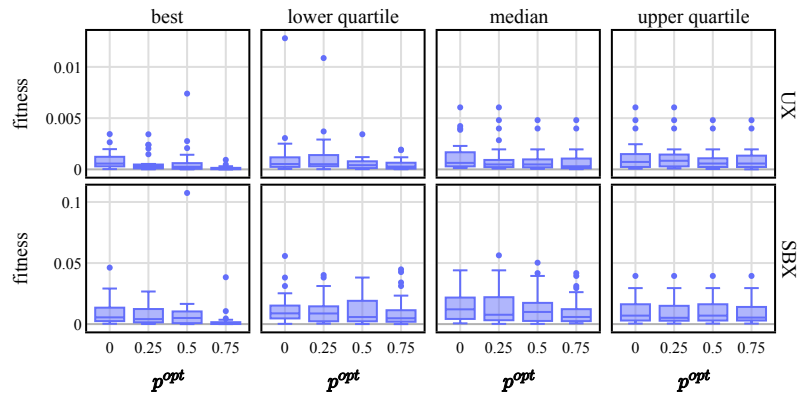 best lower quartile median upper quartile
0.01
0.005
0
fitness
UX
0.1
0.05
0
fitness
SBX
0 0.25 0.5 0.75 0 0.25 0.5 0.75 0 0.25 0.5 0.75 0 0.25 0.5 0.75
p^opt p^opt p^opt p^opt